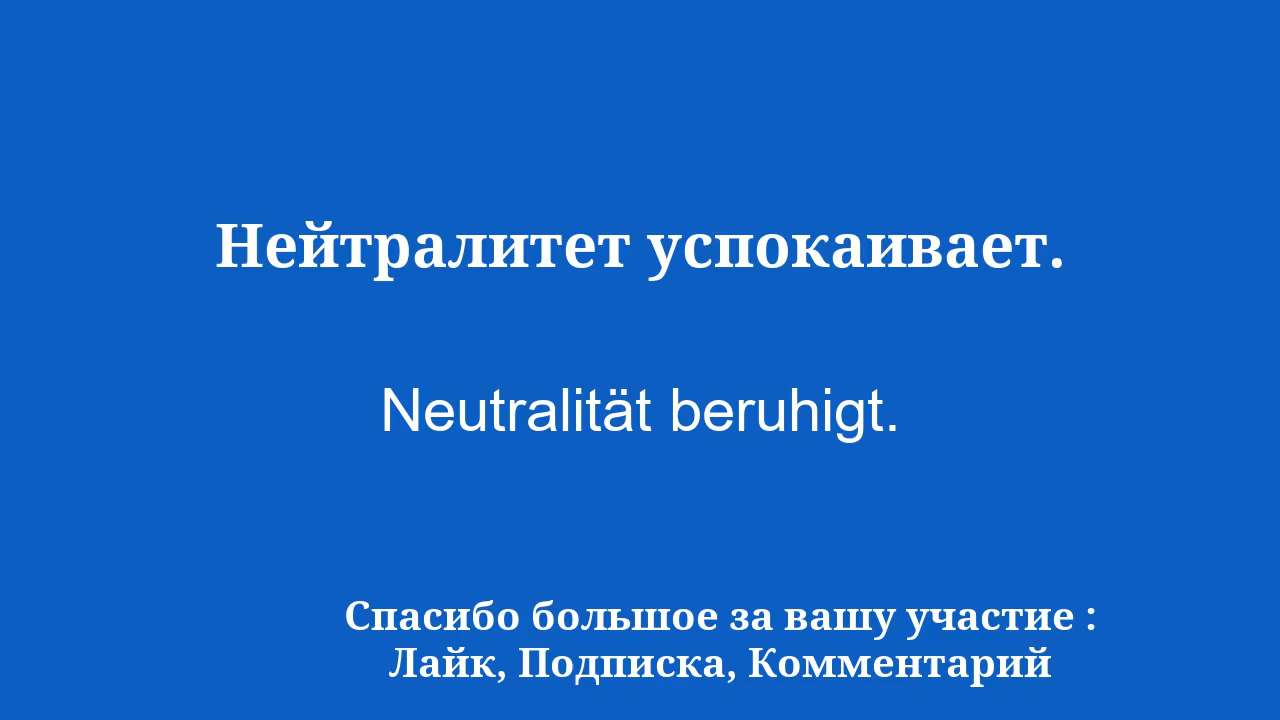 Нейтралитет успокаивает.
Neutralität beruhigt.
Спасибо большое за вашу участие :
Лайк, Подписка, Комментарий